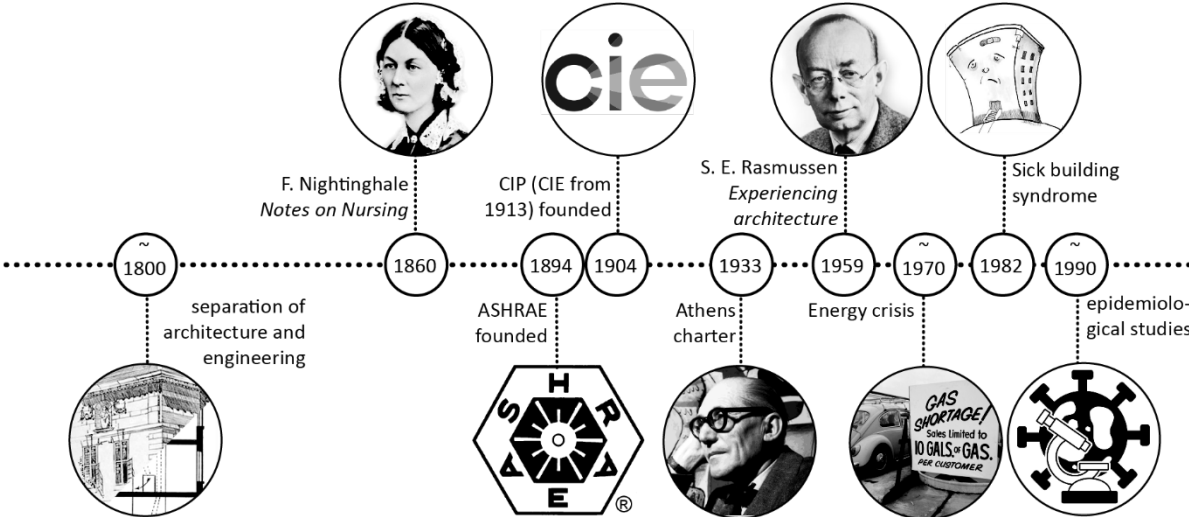 cie
F. Nightinghale
Notes on Nursing
CIP (CIE from
1913) founded
S. E. Rasmussen
Experiencing
architecture
Sick building
syndrome
~
1800
1860
1894
1904
1933
1959
~
1970
1982
~
1990
separation of
architecture and
engineering
ASHRAE
founded
Athens
charter
Energy crisis
epidemiolo-
gical studies
ASHRAE
®
GAS
SHORTAGE!
Sales Limited to
10 GALS. OF GAS.
PER CUSTOMER